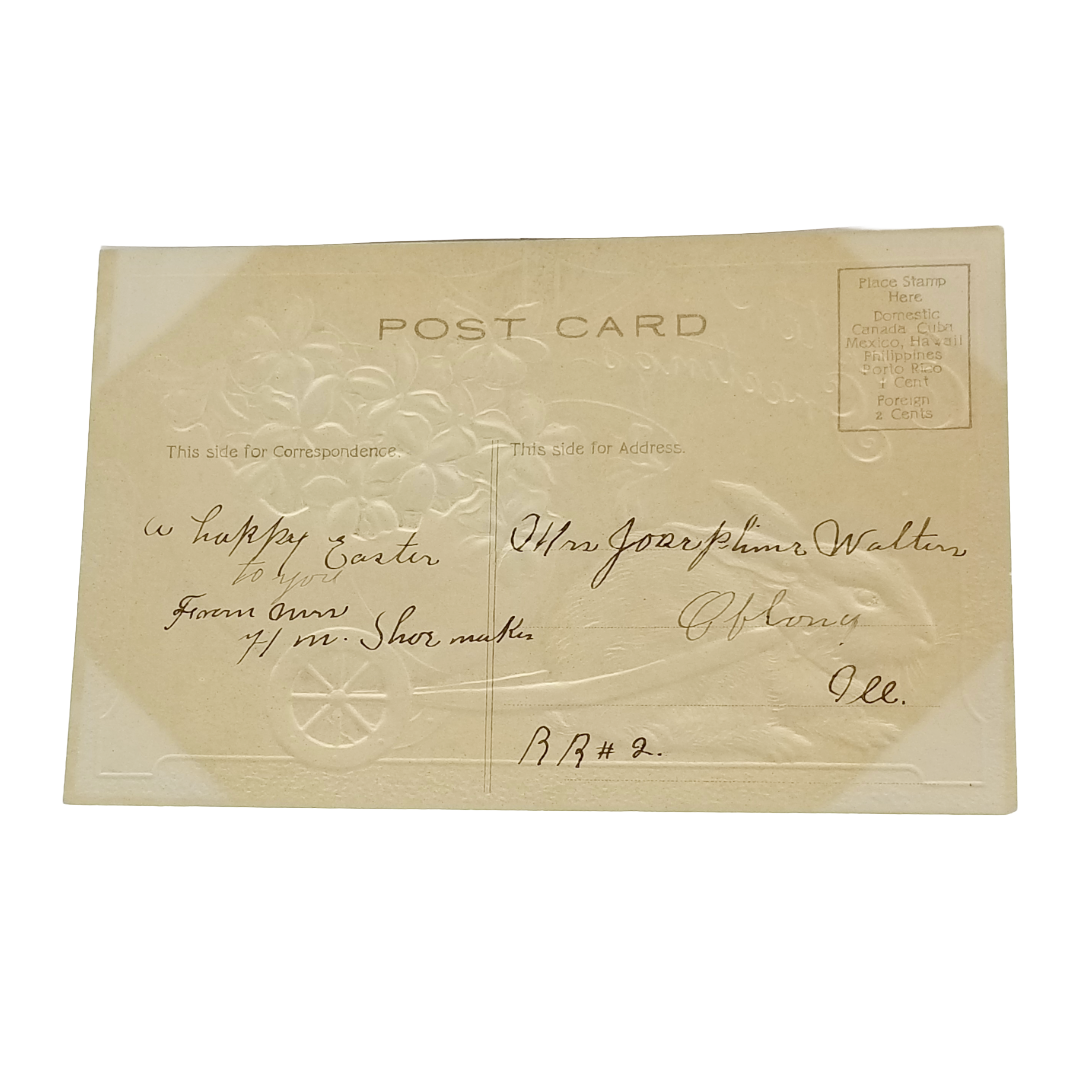 POST CARD
Place Stamp
Here
Domestic
Canada Cuba
Mexico, Hawaii
Philippines
Porto Rico
1 Cent
Foreign
2 Cents
This side for Correspondence.
This side for Address.
a happy Easter
to you
From Mrs
m. Shoemaker
Mrs Josephine Walters
Oblong
Ill.
RR# 2.